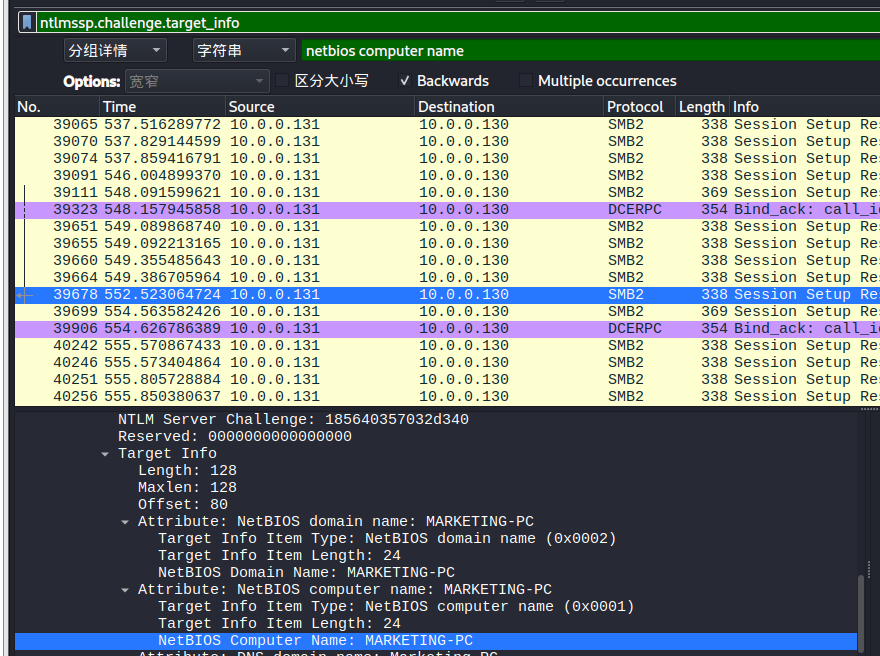 ntlmssp.challenge.target_info
分组详情 字符串 netbios computer name
Options: 宽窄 区分大小写 Backwards Multiple occurrences
No. Time Source Destination Protocol Length Info
39065 537.516289772 10.0.0.131 10.0.0.130 SMB2 338 Session Setup Re
39070 537.829144599 10.0.0.131 10.0.0.130 SMB2 338 Session Setup Re
39074 537.859416791 10.0.0.131 10.0.0.130 SMB2 338 Session Setup Re
39091 546.004899370 10.0.0.131 10.0.0.130 SMB2 338 Session Setup Re
39111 548.091599621 10.0.0.131 10.0.0.130 SMB2 369 Session Setup Re
39323 548.157945858 10.0.0.131 10.0.0.130 DCERPC 354 Bind_ack: call_i
39651 549.089868740 10.0.0.131 10.0.0.130 SMB2 338 Session Setup Re
39655 549.092213165 10.0.0.131 10.0.0.130 SMB2 338 Session Setup Re
39660 549.355485643 10.0.0.131 10.0.0.130 SMB2 338 Session Setup Re
39664 549.386705964 10.0.0.131 10.0.0.130 SMB2 338 Session Setup Re
39678 552.523064724 10.0.0.131 10.0.0.130 SMB2 338 Session Setup Re
39699 554.563582426 10.0.0.131 10.0.0.130 SMB2 369 Session Setup Re
39906 554.626786389 10.0.0.131 10.0.0.130 DCERPC 354 Bind_ack: call_i
40242 555.570867433 10.0.0.131 10.0.0.130 SMB2 338 Session Setup Re
40246 555.573404864 10.0.0.131 10.0.0.130 SMB2 338 Session Setup Re
40251 555.805728884 10.0.0.131 10.0.0.130 SMB2 338 Session Setup Re
40256 555.850380637 10.0.0.131 10.0.0.130 SMB2 338 Session Setup Re
NTLM Server Challenge: 185640357032d340
Reserved: 0000000000000000
Target Info
Length: 128
Maxlen: 128
Offset: 80
Attribute: NetBIOS domain name: MARKETING-PC
Target Info Item Type: NetBIOS domain name (0x0002)
Target Info Item Length: 24
NetBIOS Domain Name: MARKETING-PC
Attribute: NetBIOS computer name: MARKETING-PC
Target Info Item Type: NetBIOS computer name (0x0001)
Target Info Item Length: 24
NetBIOS Computer Name: MARKETING-PC
Attribute: DNS domain name: Marketing-PC